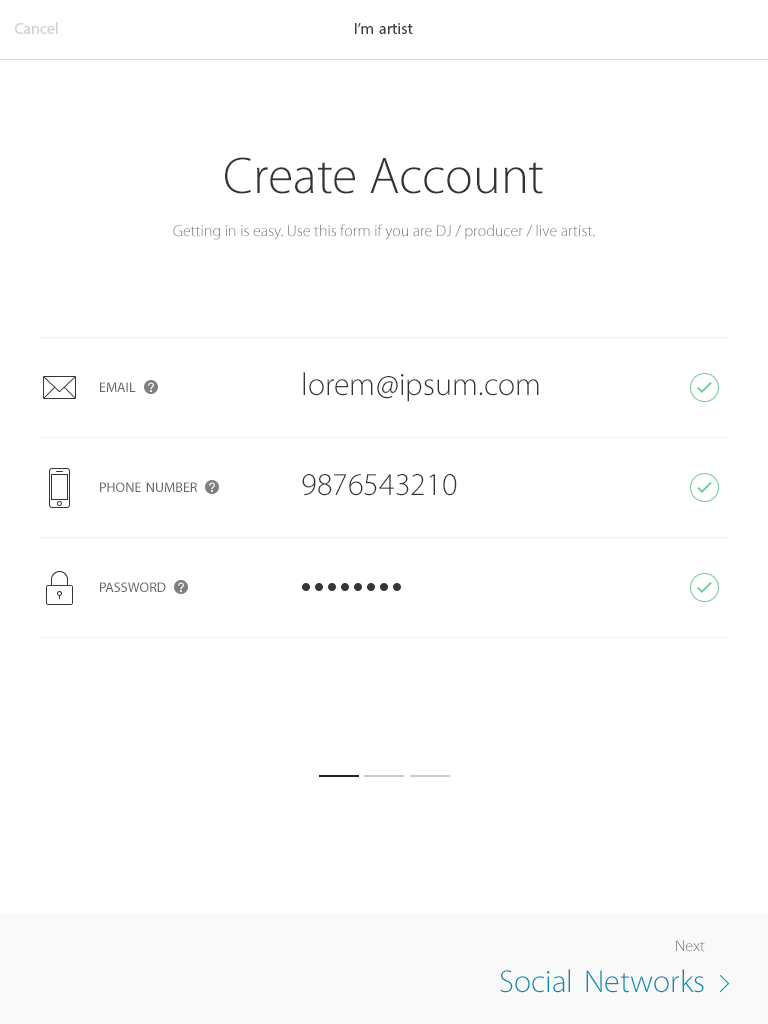 Cancel
I'm artist
Create Account
Getting in is easy. Use this form if you are DJ / producer / live artist.
EMAIL ?
lorem@ipsum.com
PHONE NUMBER ?
9876543210
PASSWORD ?
••••••••
Next
Social Networks >